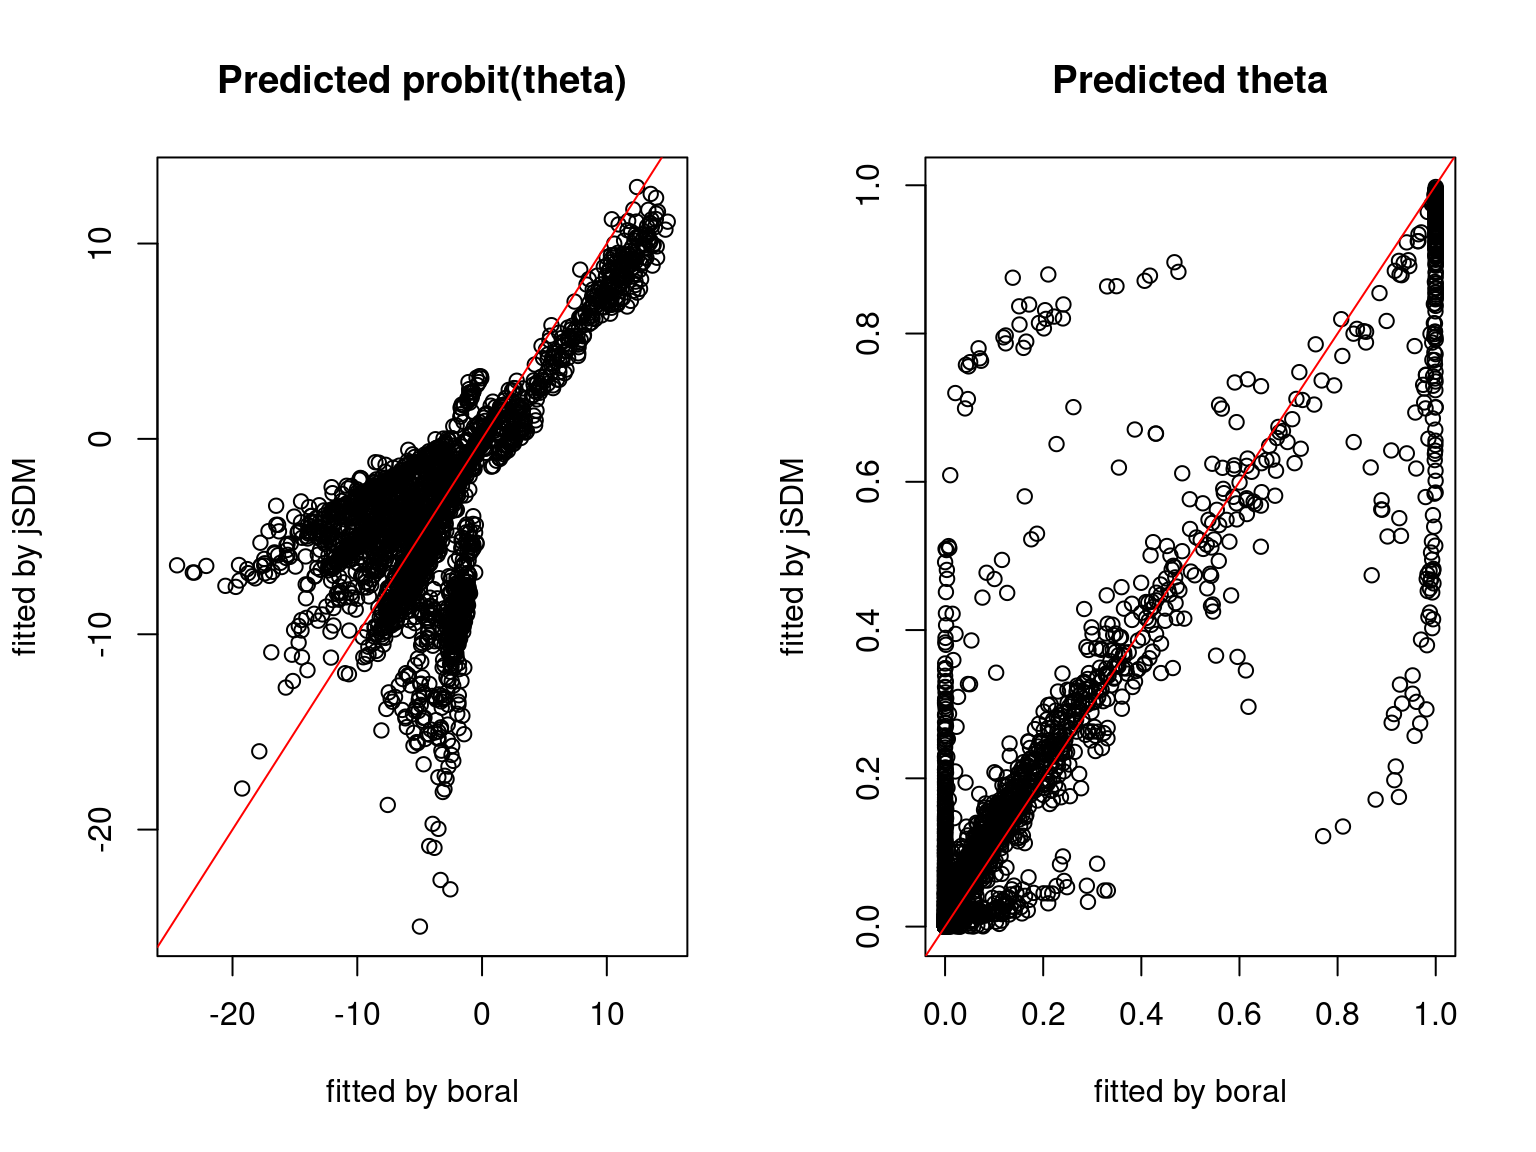 Predicted probit(theta)
fitted by jSDM
10
0
-10
-20
-20 -10 0 10
fitted by boral
Predicted theta
fitted by jSDM
1.0
0.8
0.6
0.4
0.2
0.0
0.0 0.2 0.4 0.6 0.8 1.0
fitted by boral